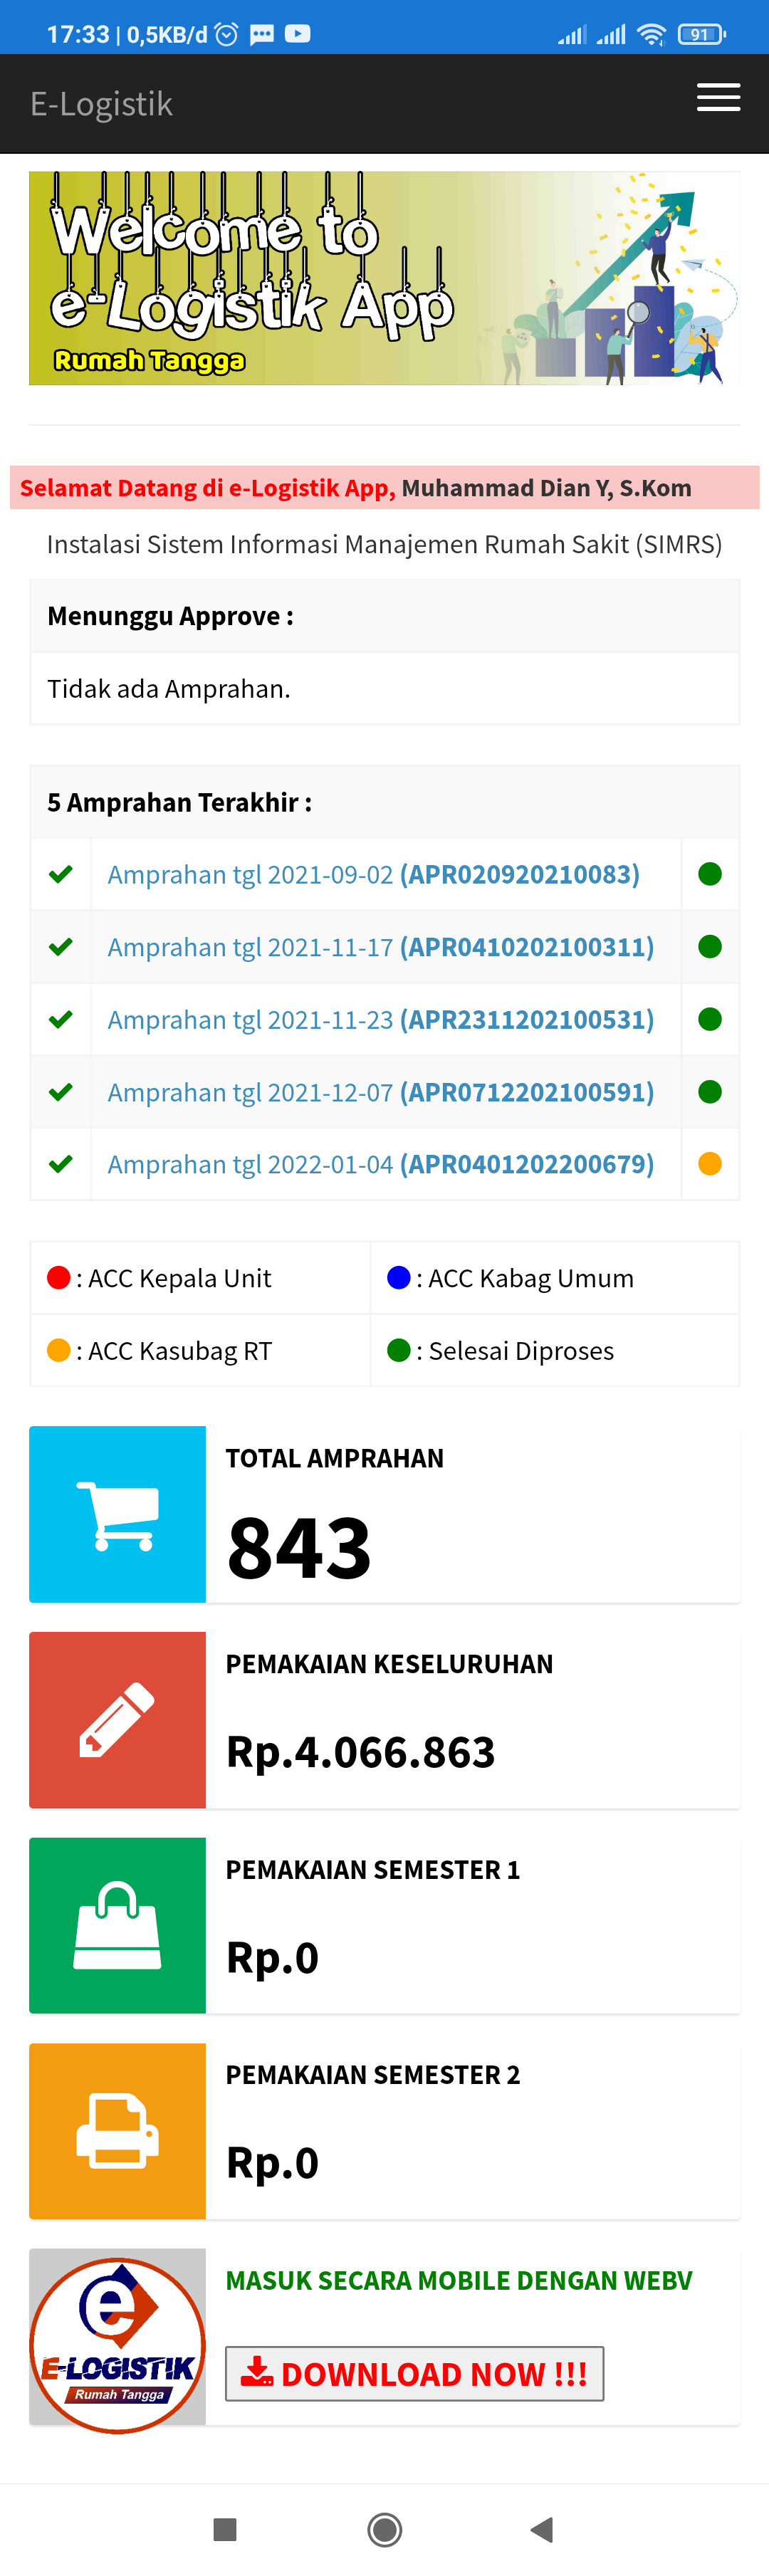 17:33 | 0,5KB/d
91
E-Logistik
Welcome to
e-Logistik App
Rumah Tangga
Selamat Datang di e-Logistik App, Muhammad Dian Y, S.Kom
Instalasi Sistem Informasi Manajemen Rumah Sakit (SIMRS)
Menunggu Approve :
Tidak ada Amprahan.
5 Amprahan Terakhir :
Amprahan tgl 2021-09-02 (APR020920210083)
Amprahan tgl 2021-11-17 (APR0410202100311)
Amprahan tgl 2021-11-23 (APR2311202100531)
Amprahan tgl 2021-12-07 (APR0712202100591)
Amprahan tgl 2022-01-04 (APR0401202200679)
: ACC Kepala Unit
: ACC Kabag Umum
: ACC Kasubag RT
: Selesai Diproses
TOTAL AMPRAHAN
843
PEMAKAIAN KESELURUHAN
Rp.4.066.863
PEMAKAIAN SEMESTER 1
Rp.0
PEMAKAIAN SEMESTER 2
Rp.0
MASUK SECARA MOBILE DENGAN WEBV
e
E-LOGISTIK
Rumah Tangga
DOWNLOAD NOW !!!